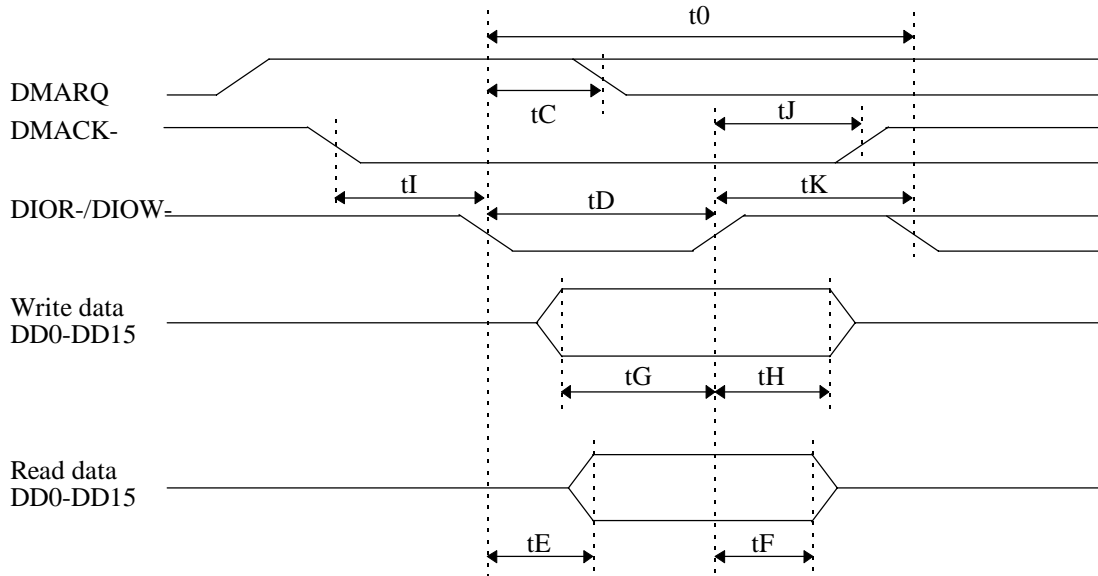 t0
DMARQ
tC
DMACK-
tJ
tI
tD
tK
DIOR-/DIOW-
Write data
DD0-DD15
tG
tH
Read data
DD0-DD15
tE
tF